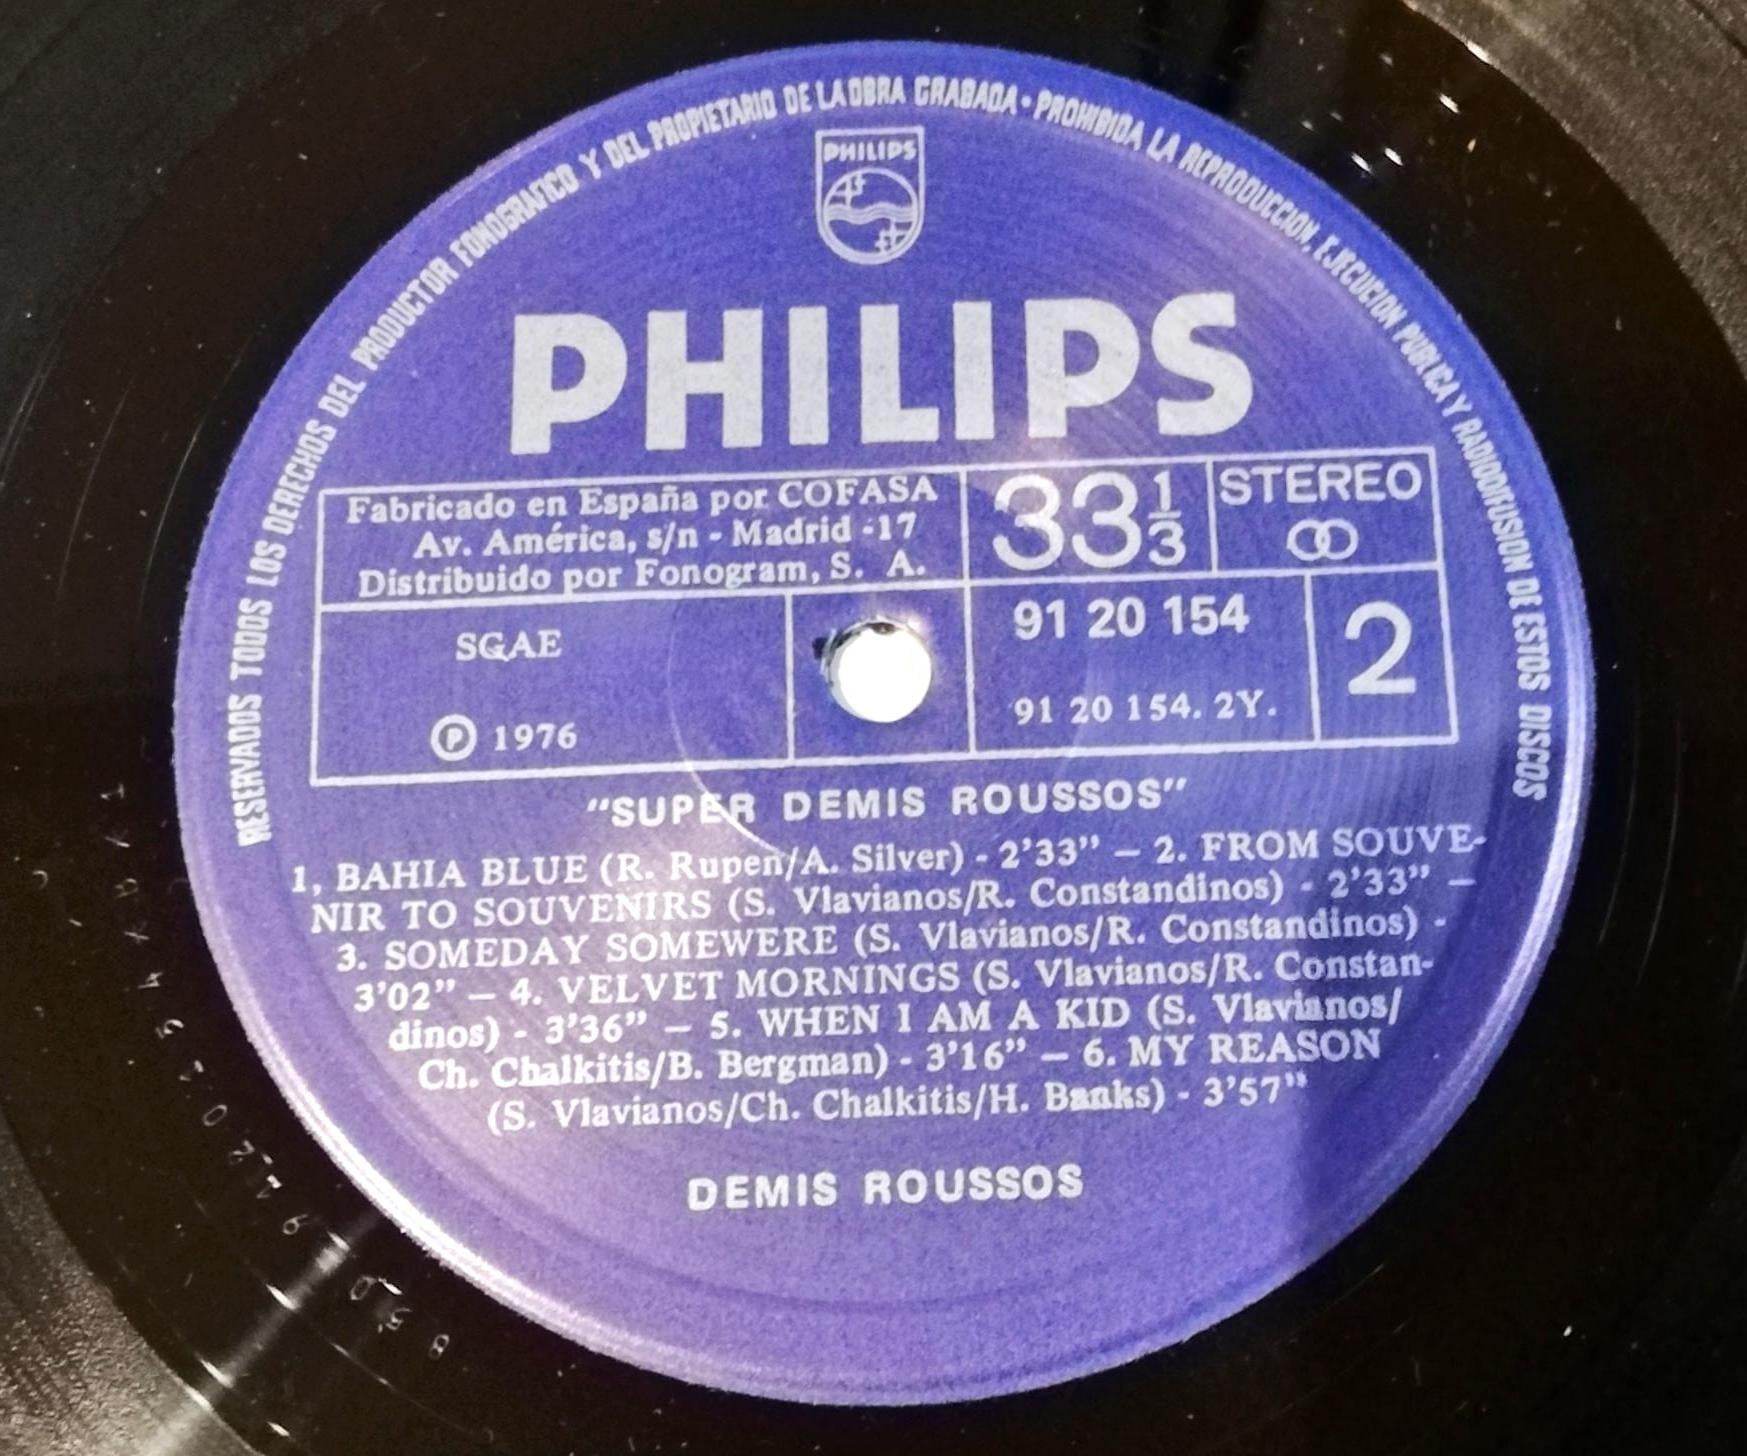 RESERVADOS TODOS LOS DERECHOS DEL PRODUCTOR FONOGRAFICO Y DEL PROPIETARIO DE LA OBRA GRABADA · PROHIBIDA LA REPRODUCCION, EJECUCION PUBLICA Y RADIODIFUSION DE ESTOS DISCOS
PHILIPS
PHILIPS
Fabricado en España por COFASA
Av. América, s/n - Madrid -17
Distribuido por Fonogram, S. A.
33 1/3
STEREO
SGAE
℗ 1976
91 20 154
91 20 154. 2Y.
2
"SUPER DEMIS ROUSSOS"
1, BAHIA BLUE (R. Rupen/A. Silver) - 2'33" – 2. FROM SOUVE-
NIR TO SOUVENIRS (S. Vlavianos/R. Constandinos) - 2'33" –
3. SOMEDAY SOMEWERE (S. Vlavianos/R. Constandinos) -
3'02" – 4. VELVET MORNINGS (S. Vlavianos/R. Constan-
dinos) - 3'36" – 5. WHEN I AM A KID (S. Vlavianos/
Ch. Chalkitis/B. Bergman) - 3'16" – 6. MY REASON
(S. Vlavianos/Ch. Chalkitis/H. Banks) - 3'57"
DEMIS ROUSSOS